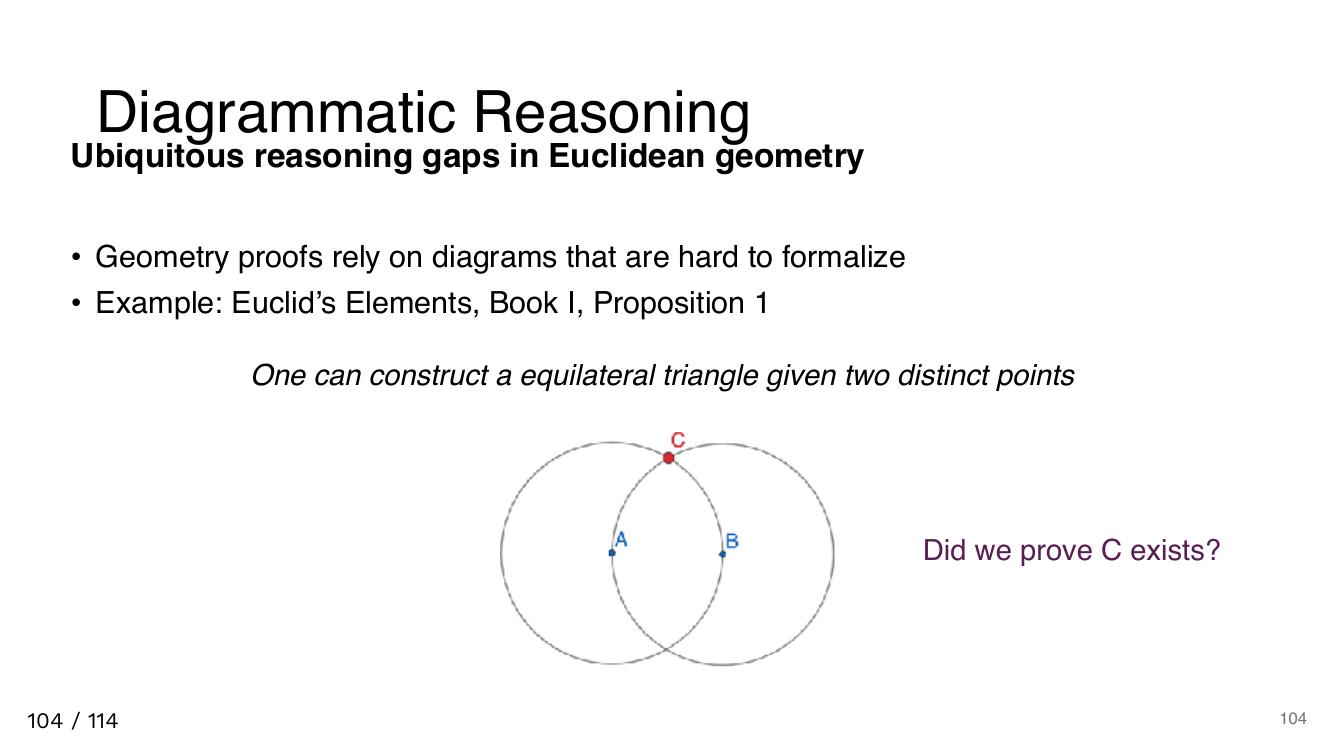 Diagrammatic Reasoning
Ubiquitous reasoning gaps in Euclidean geometry
• Geometry proofs rely on diagrams that are hard to formalize
• Example: Euclid’s Elements, Book I, Proposition 1
One can construct a equilateral triangle given two distinct points
C
A
B
Did we prove C exists?
104 / 114
104